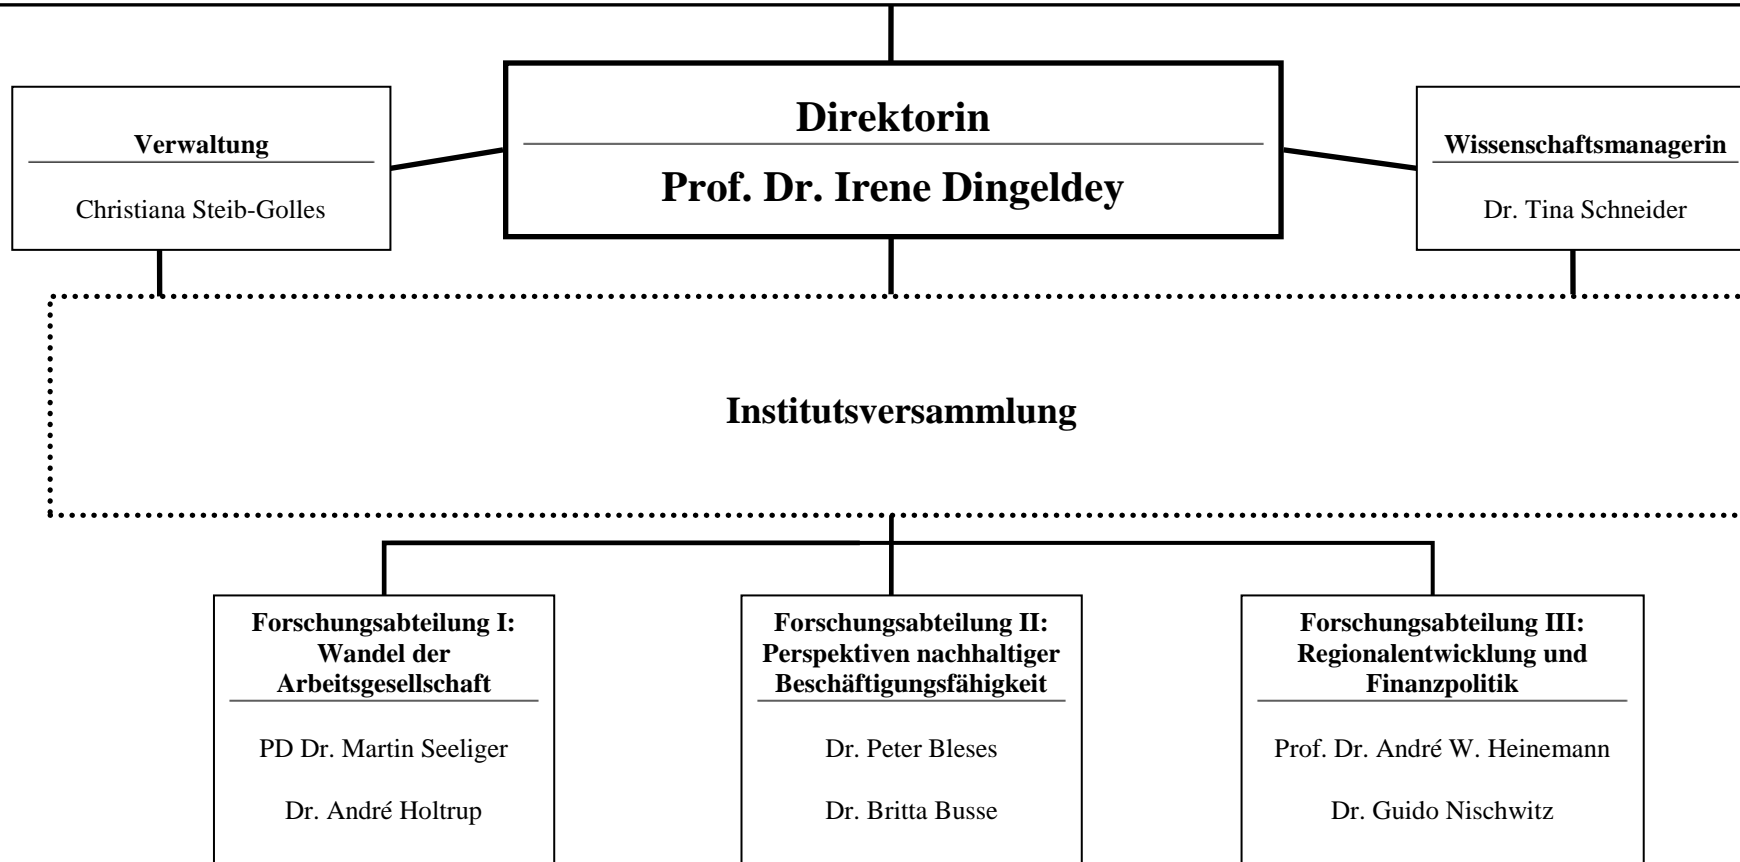 Direktorin
Prof. Dr. Irene Dingeldey
Verwaltung
Christiana Steib-Golles
Wissenschaftsmanagerin
Dr. Tina Schneider
Institutsversammlung
Forschungsabteilung I:
Wandel der
Arbeitsgesellschaft
PD Dr. Martin Seeliger
Dr. André Holtrup
Forschungsabteilung II:
Perspektiven nachhaltiger
Beschäftigungsfähigkeit
Dr. Peter Bleses
Dr. Britta Busse
Forschungsabteilung III:
Regionalentwicklung und
Finanzpolitik
Prof. Dr. André W. Heinemann
Dr. Guido Nischwitz